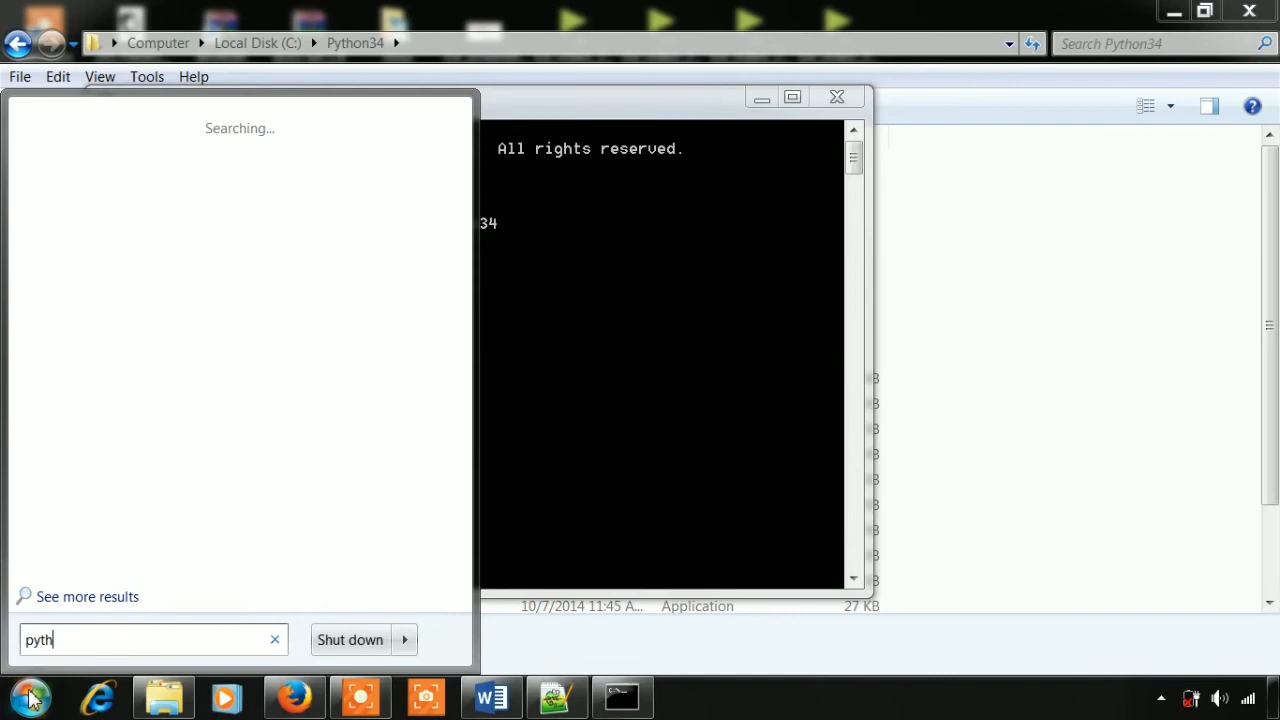 Computer Local Disk (C:) Python34
Search Python34
File Edit View Tools Help
Searching...
All rights reserved.
34
B
B
B
B
B
B
B
B
B
See more results
10/7/2014 11:45 A... Application 27 KB
pyth
Shut down